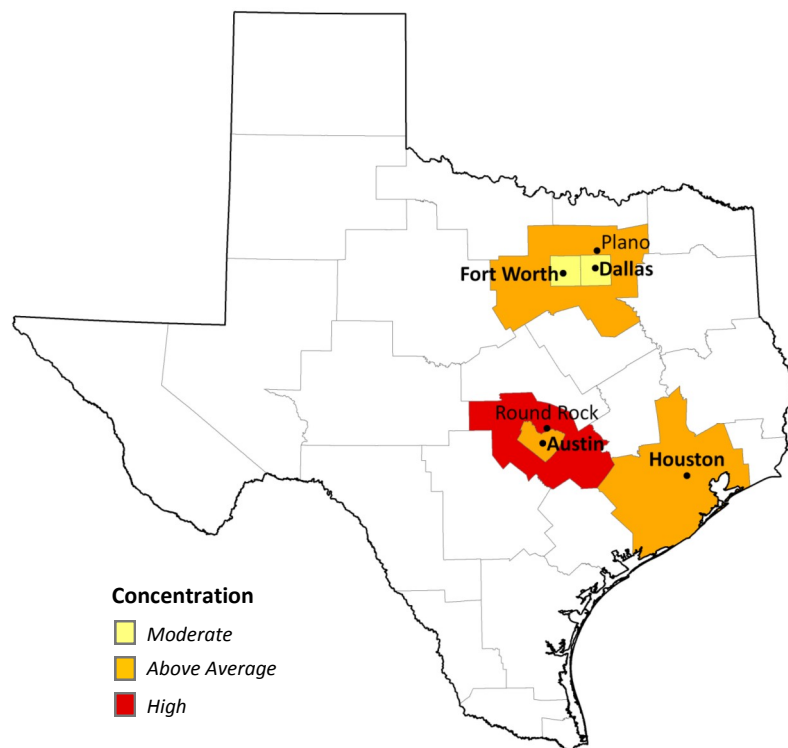 Plano
Fort Worth
Dallas
Round Rock
Austin
Houston
Concentration
Moderate
Above Average
High